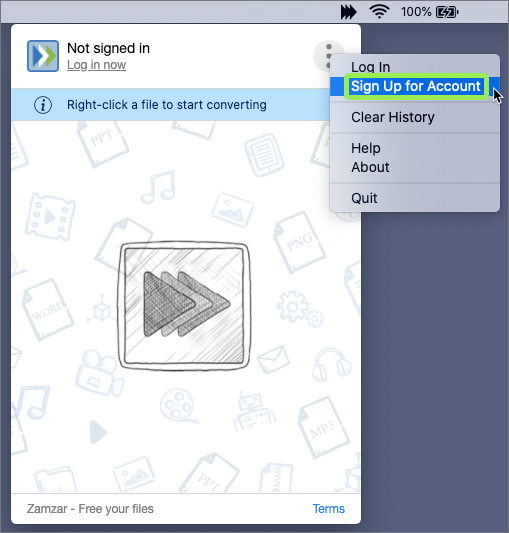 100%
Not signed in
Log in now
Right-click a file to start converting
Log In
Sign Up for Account
Clear History
Help
About
Quit
PPT
PNG
WORD
MP3
PPT
Zamzar - Free your files
Terms